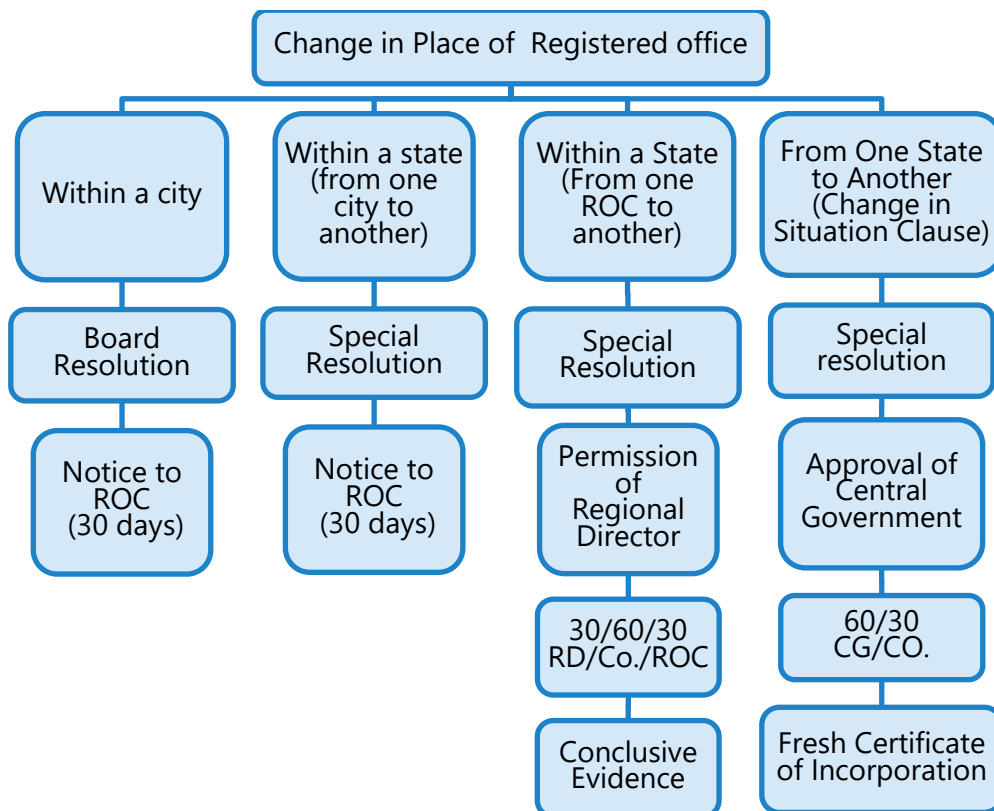 Change in Place of Registered office
Within a city
Within a state
(from one
city to
another)
Within a State
(From one
ROC to
another)
From One State
to Another
(Change in
Situation Clause)
Board
Resolution
Special
Resolution
Special
Resolution
Special
resolution
Notice to
ROC
(30 days)
Notice to
ROC
(30 days)
Permission
of
Regional
Director
Approval of
Central
Government
30/60/30
RD/Co./ROC
60/30
CG/CO.
Conclusive
Evidence
Fresh Certificate
of Incorporation